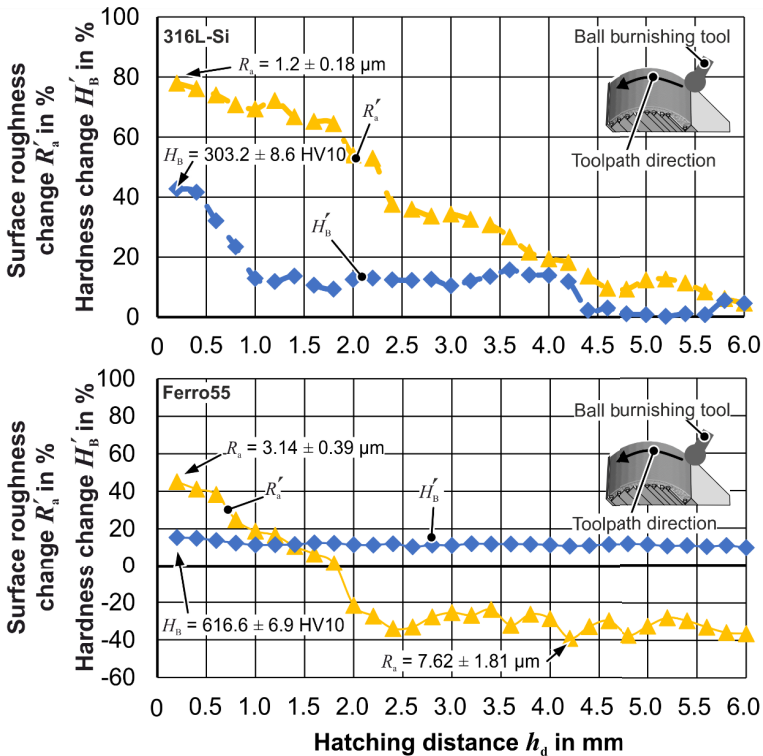 Surface roughness
change R′a in %
Hardness change H′B in %
100
80
60
40
20
0
316L-Si
Ra = 1.2 ± 0.18 µm
R′a
HB = 303.2 ± 8.6 HV10
H′B
Ball burnishing tool
Toolpath direction
0 0.5 1.0 1.5 2.0 2.5 3.0 3.5 4.0 4.5 5.0 5.5 6.0
Surface roughness
change R′a in %
Hardness change H′B in %
100
80
60
40
20
0
-20
-40
-60
Ferro55
Ra = 3.14 ± 0.39 µm
R′a
H′B
Ball burnishing tool
Toolpath direction
HB = 616.6 ± 6.9 HV10
Ra = 7.62 ± 1.81 µm
0 0.5 1.0 1.5 2.0 2.5 3.0 3.5 4.0 4.5 5.0 5.5 6.0
Hatching distance hd in mm